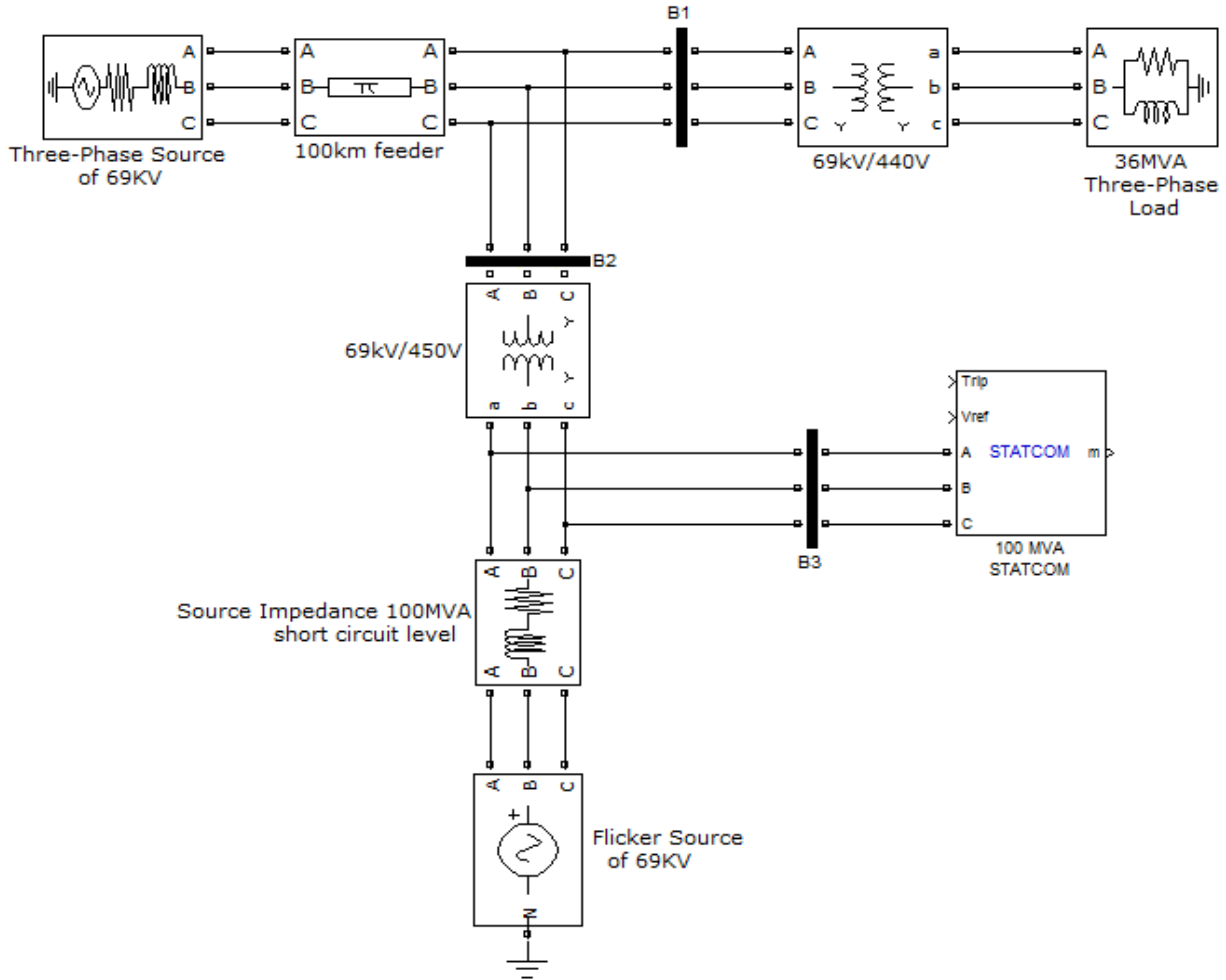 B1
A A A A a A
B B B B b B
C C C C c C
Y Y
Three-Phase Source
of 69KV
100km feeder
69kV/440V
36MVA
Three-Phase
Load
B2
A B C
Y
Y
69kV/450V
a b c
Trip
Vref
A STATCOM m
B
C
B3
100 MVA
STATCOM
A B C
Source Impedance 100MVA
short circuit level
A B C
A B C
+
Flicker Source
of 69KV
N